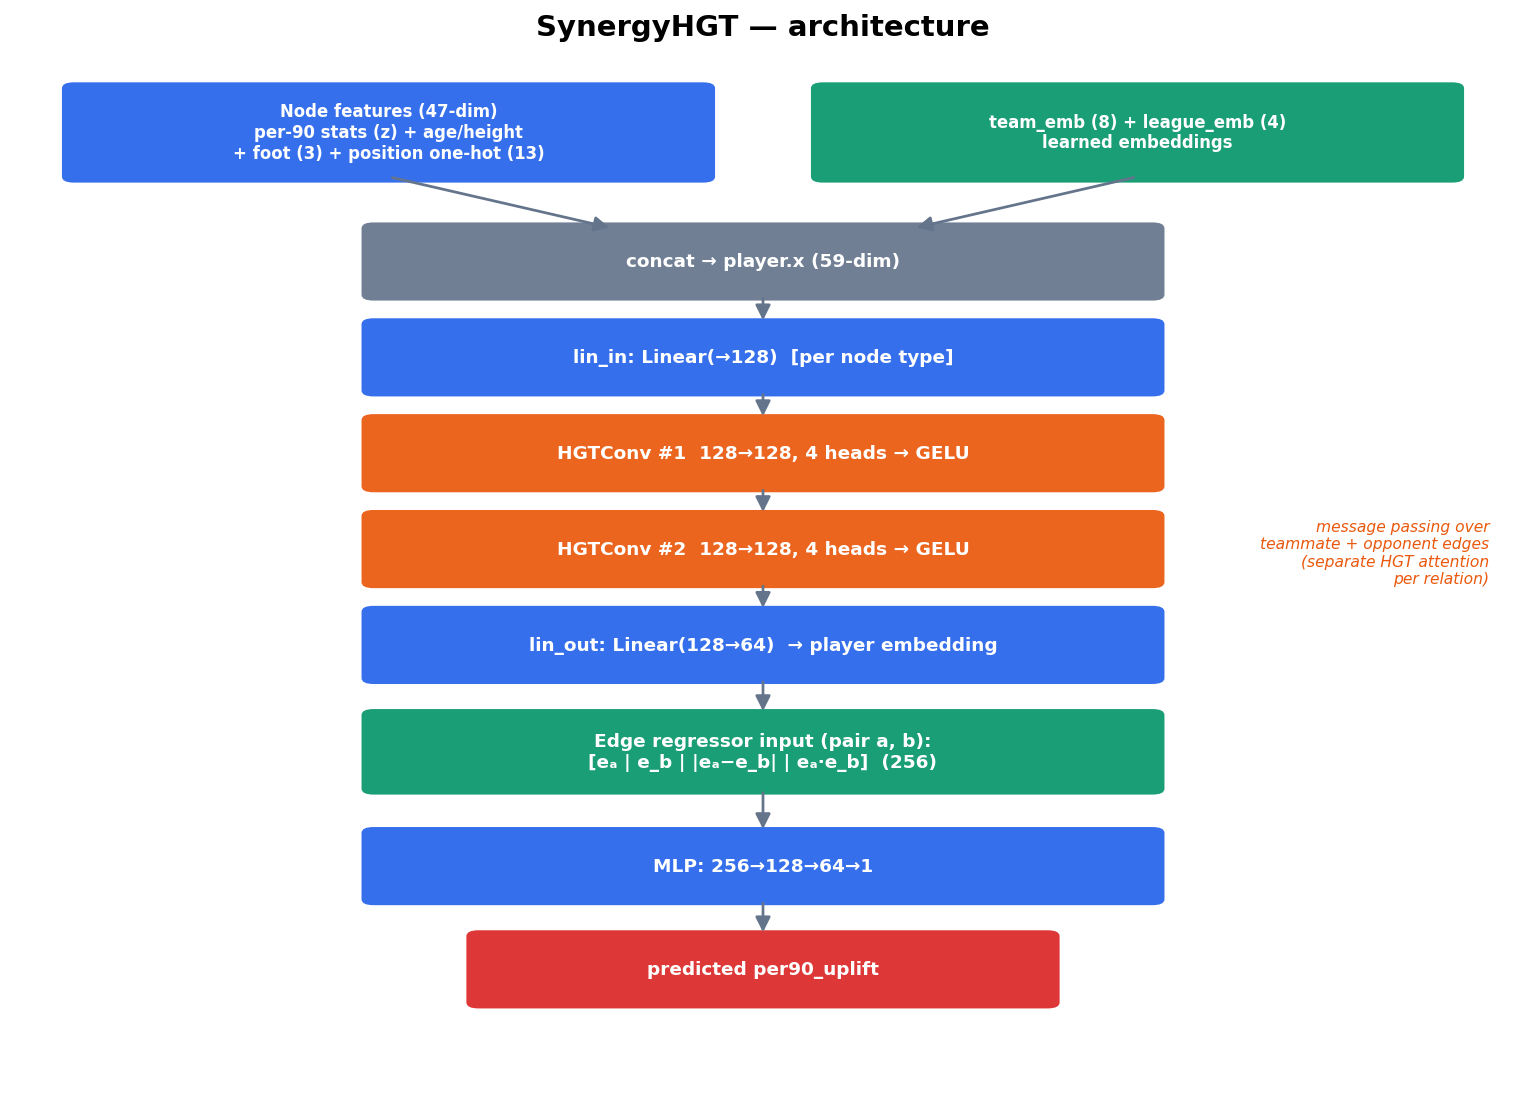 SynergyHGT — architecture
Node features (47-dim)
per-90 stats (z) + age/height
+ foot (3) + position one-hot (13)
team_emb (8) + league_emb (4)
learned embeddings
concat → player.x (59-dim)
lin_in: Linear(→128)  [per node type]
HGTConv #1  128→128, 4 heads → GELU
HGTConv #2  128→128, 4 heads → GELU
message passing over
teammate + opponent edges
(separate HGT attention
per relation)
lin_out: Linear(128→64)  → player embedding
Edge regressor input (pair a, b):
[eₐ | e_b | |eₐ−e_b| | eₐ·e_b]  (256)
MLP: 256→128→64→1
predicted per90_uplift